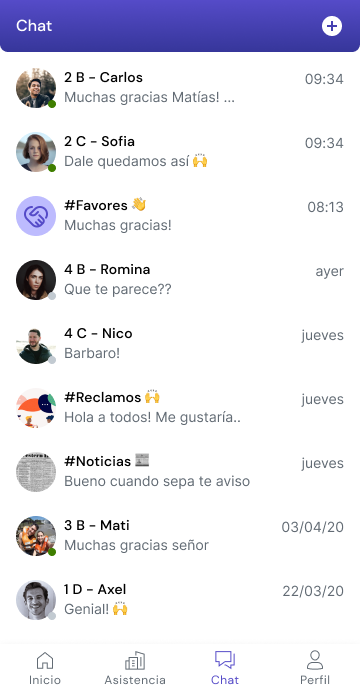 Chat
2 B - Carlos
09:34
Muchas gracias Matías! ...
2 C - Sofia
09:34
Dale quedamos así 🙌
#Favores 👋
08:13
Muchas gracias!
4 B - Romina
ayer
Que te parece??
4 C - Nico
jueves
Barbaro!
#Reclamos 🙌
jueves
Hola a todos! Me gustaría..
#Noticias 📰
jueves
Bueno cuando sepa te aviso
3 B - Mati
03/04/20
Muchas gracias señor
1 D - Axel
22/03/20
Genial! 🙌
Inicio
Asistencia
Chat
Perfil